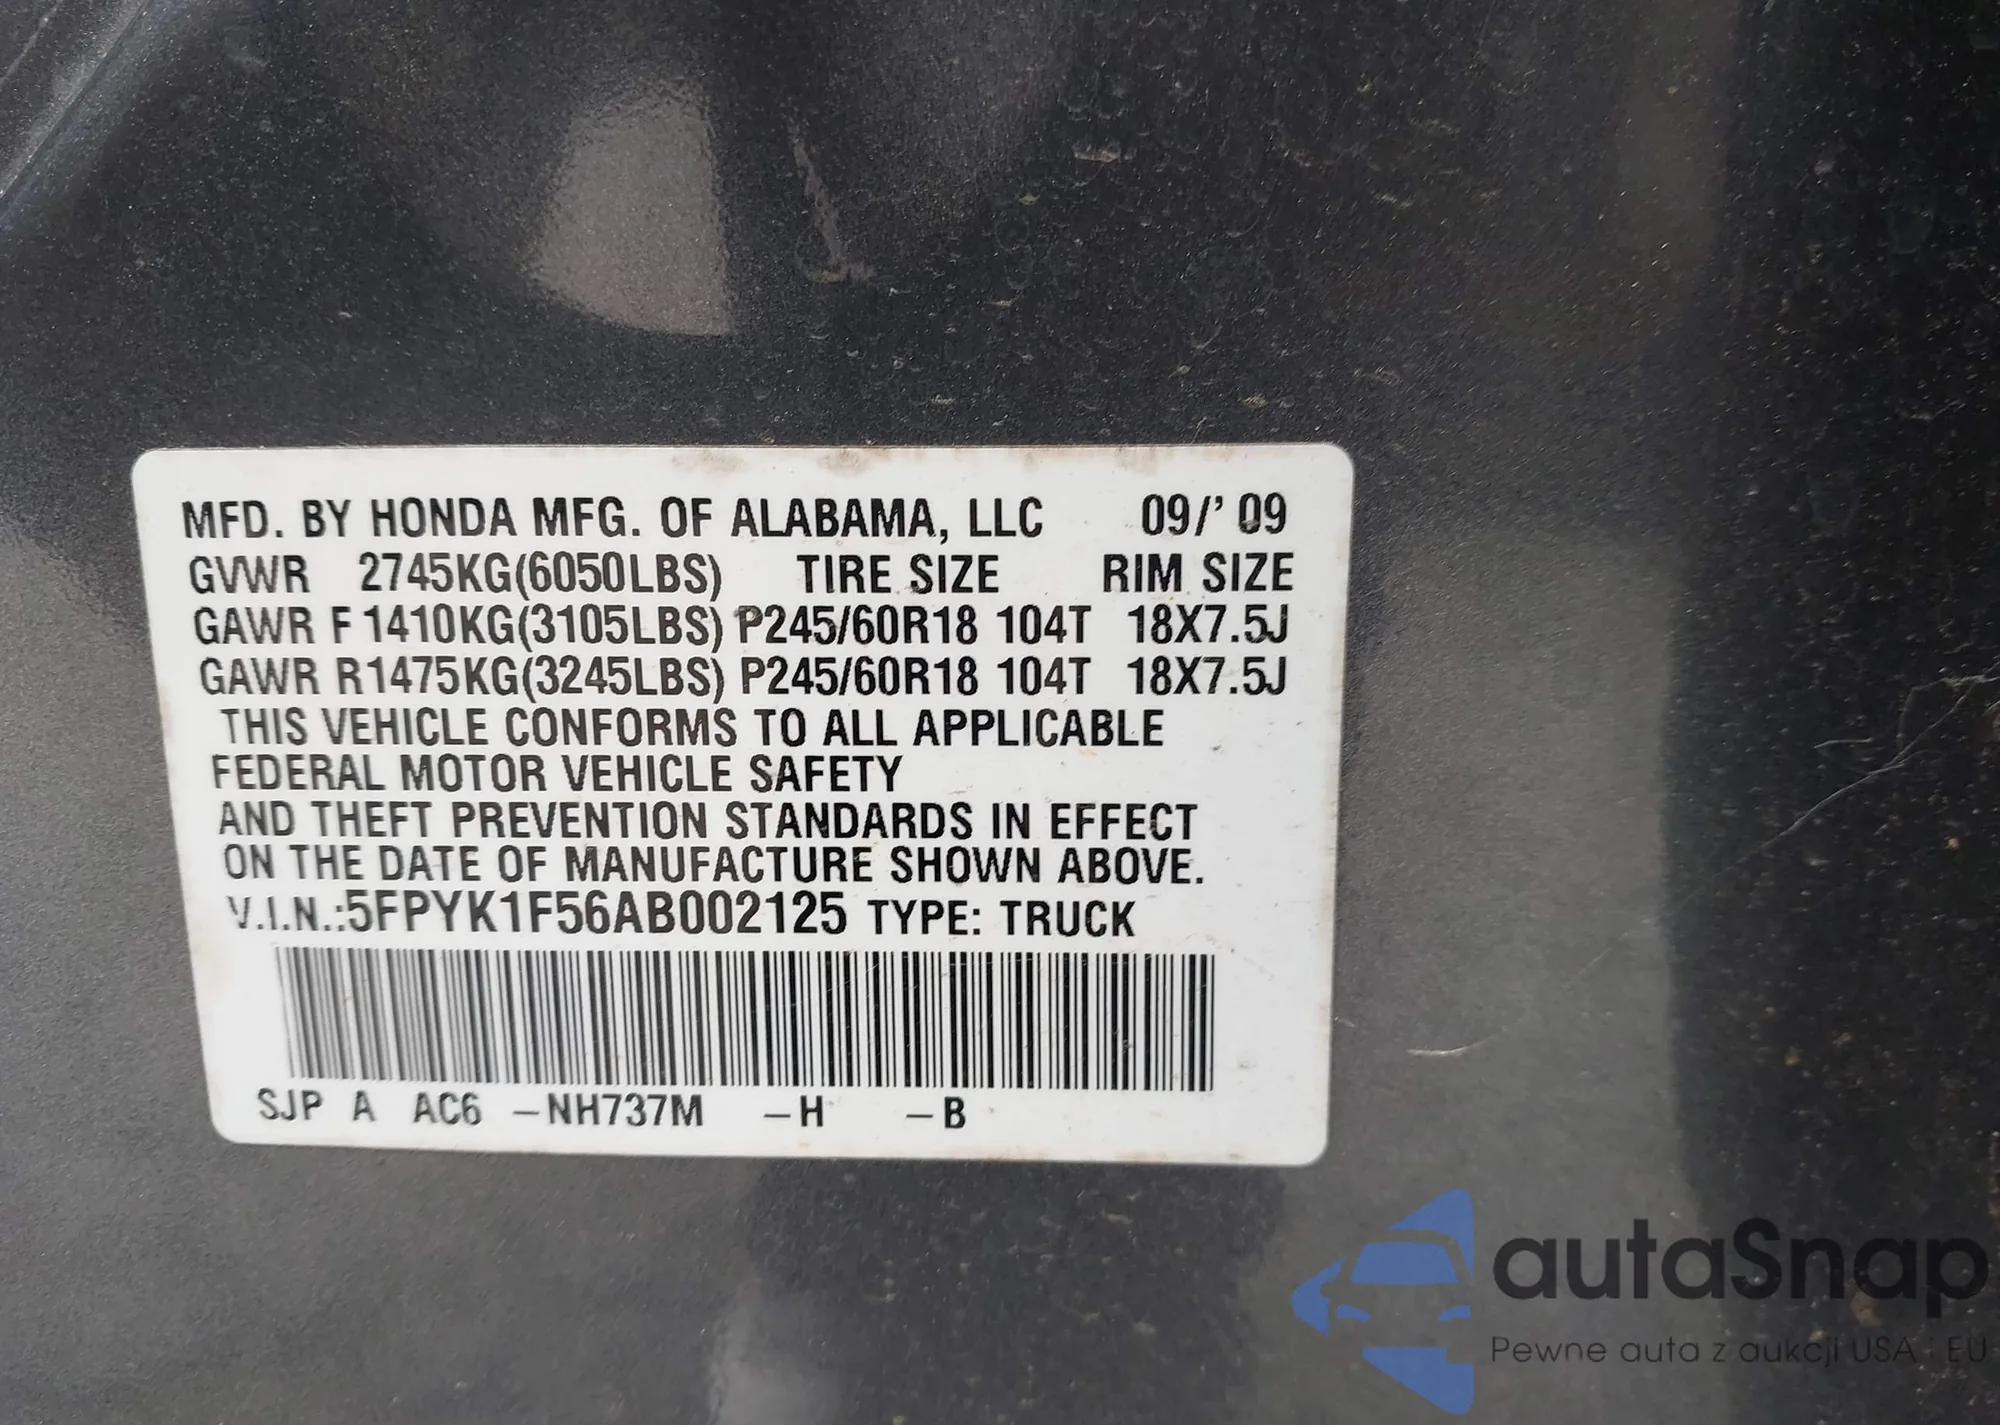 MFD. BY HONDA MFG. OF ALABAMA, LLC 09/' 09
GVWR 2745KG(6050LBS) TIRE SIZE RIM SIZE
GAWR F 1410KG(3105LBS) P245/60R18 104T 18X7.5J
GAWR R1475KG(3245LBS) P245/60R18 104T 18X7.5J
THIS VEHICLE CONFORMS TO ALL APPLICABLE
FEDERAL MOTOR VEHICLE SAFETY
AND THEFT PREVENTION STANDARDS IN EFFECT
ON THE DATE OF MANUFACTURE SHOWN ABOVE.
V.I.N.:5FPYK1F56AB002125 TYPE: TRUCK
SJP A AC6 –NH737M –H –B
autaSnap
Pewne auta z aukcji USA i EU